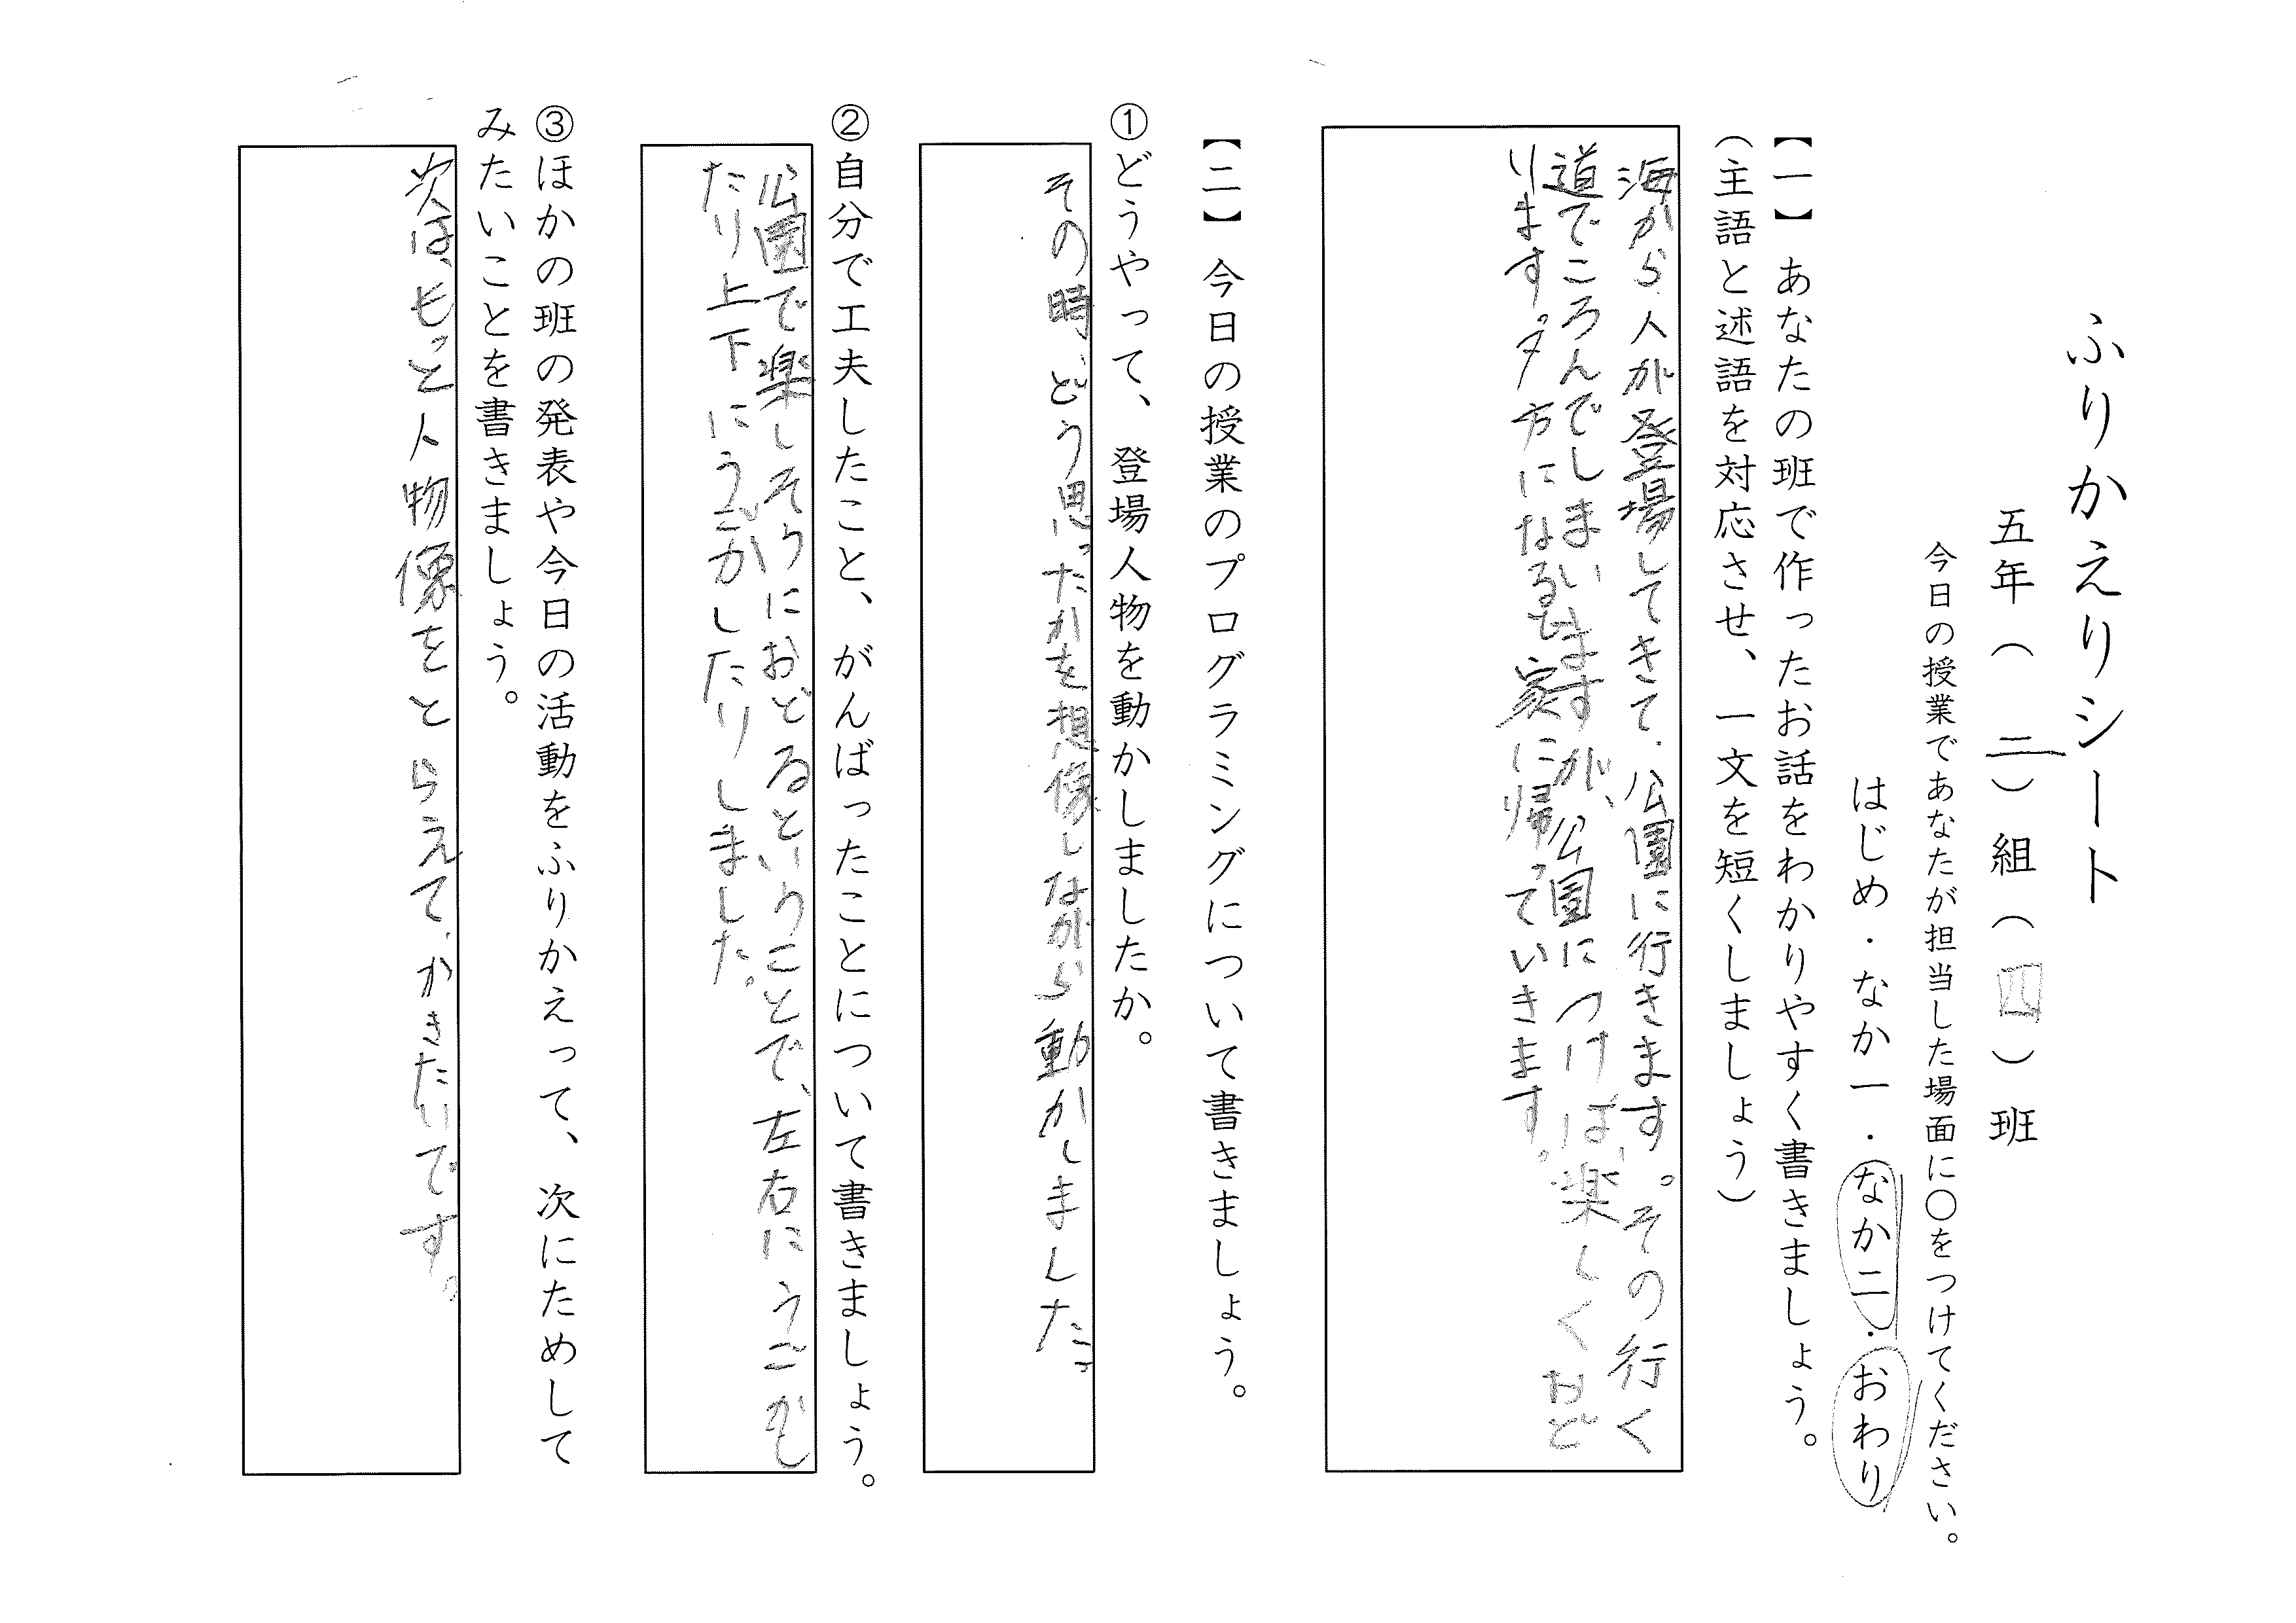 ふりかえりシート
五年（二）組（四）班
今日の授業であなたが担当した場面に〇をつけてください。
はじめ・なか一・なか二・おわり
【一】あなたの班で作ったお話をわかりやすく書きましょう。
（主語と述語を対応させ、一文を短くしましょう）
海から、人が登場してきて、公園に行きます。その行く
道でころんでしまいますが、公園につけば、楽しくおど
ります。夕方になると家に帰っていきます。
【二】今日の授業のプログラミングについて書きましょう。
①どうやって、登場人物を動かしましたか。
その時、どう思ったかを想像しながら動かしました。
②自分で工夫したこと、がんばったことについて書きましょう。
公園で楽しそうにおどるということで、左右にうごかし
たり上下にうごかしたりしました。
③ほかの班の発表や今日の活動をふりかえって、次にためして
みたいことを書きましょう。
次は、もっと人物像をとらえて、かきたいです。